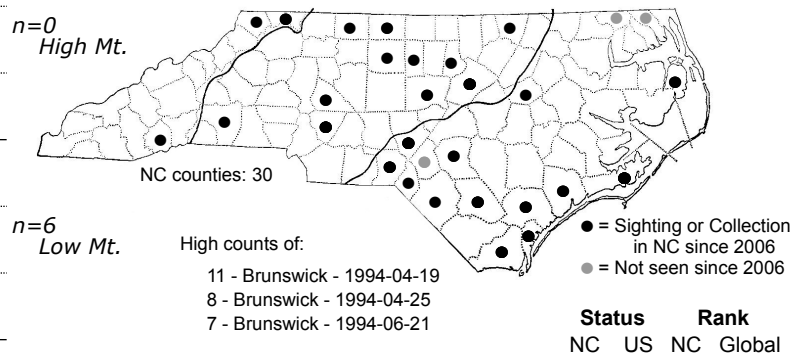 n=0
High Mt.
NC counties: 30
n=6
Low Mt.
High counts of:
11 - Brunswick - 1994-04-19
8 - Brunswick - 1994-04-25
7 - Brunswick - 1994-06-21
= Sighting or Collection
in NC since 2006
= Not seen since 2006
Status Rank
NC US NC Global